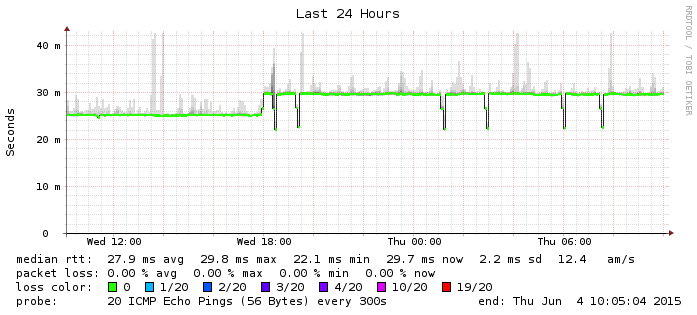 Last 24 Hours
RRDTOOL / TOBI OETIKER
Seconds
40 m
30 m
20 m
10 m
0
Wed 12:00 Wed 18:00 Thu 00:00 Thu 06:00
median rtt: 27.9 ms avg 29.8 ms max 22.1 ms min 29.7 ms now 2.2 ms sd 12.4 am/s
packet loss: 0.00 % avg 0.00 % max 0.00 % min 0.00 % now
loss color: 0 1/20 2/20 3/20 4/20 10/20 19/20
probe: 20 ICMP Echo Pings (56 Bytes) every 300s end: Thu Jun 4 10:05:04 2015